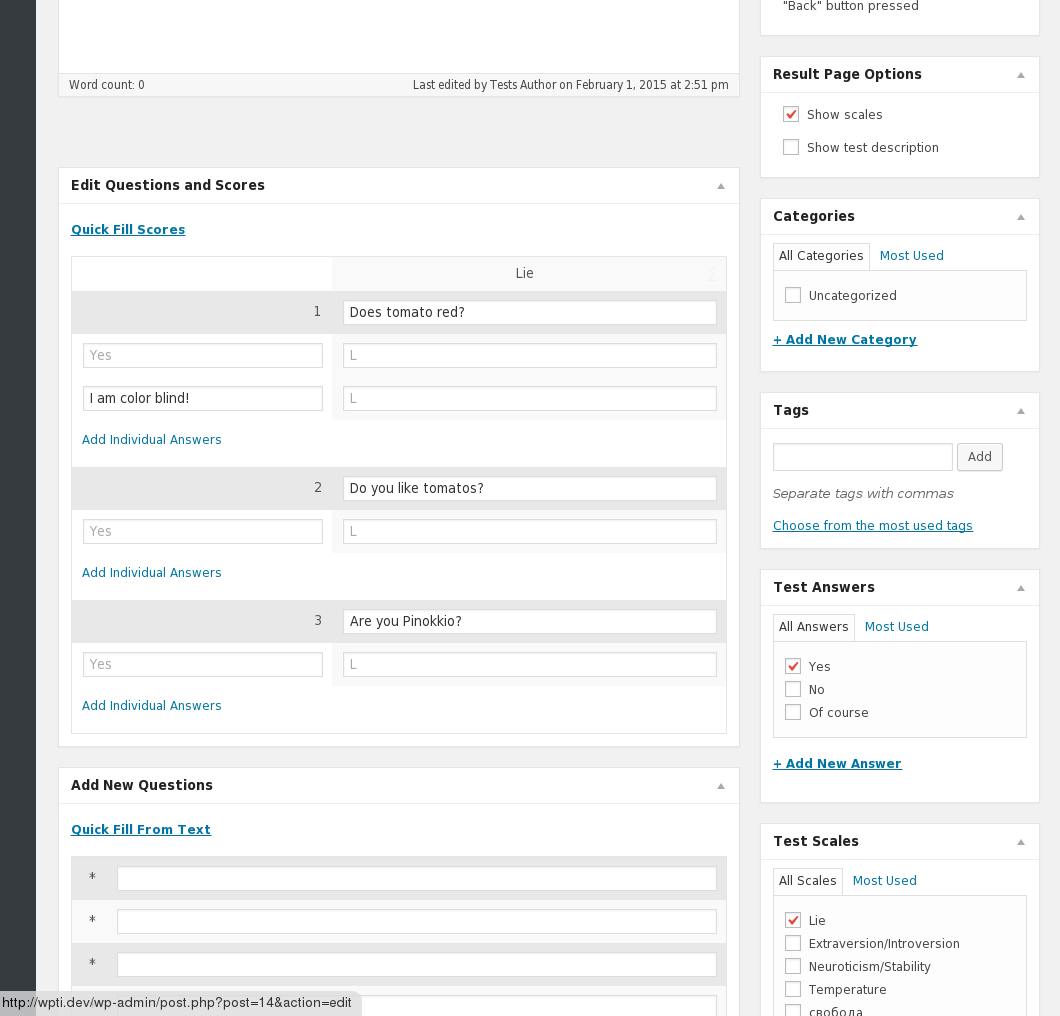 "Back" button pressed
Word count: 0
Last edited by Tests Author on February 1, 2015 at 2:51 pm
Result Page Options
Show scales
Show test description
Edit Questions and Scores
Quick Fill Scores
Lie
Σ
1
Does tomato red?
Yes
L
I am color blind!
L
Add Individual Answers
2
Do you like tomatos?
Yes
L
Add Individual Answers
3
Are you Pinokkio?
Yes
L
Add Individual Answers
Add New Questions
Quick Fill From Text
*
*
*
Categories
All Categories
Most Used
Uncategorized
+ Add New Category
Tags
Add
Separate tags with commas
Choose from the most used tags
Test Answers
All Answers
Most Used
Yes
No
Of course
+ Add New Answer
Test Scales
All Scales
Most Used
Lie
Extraversion/Introversion
Neuroticism/Stability
Temperature
свобода
http://wpti.dev/wp-admin/post.php?post=14&action=edit